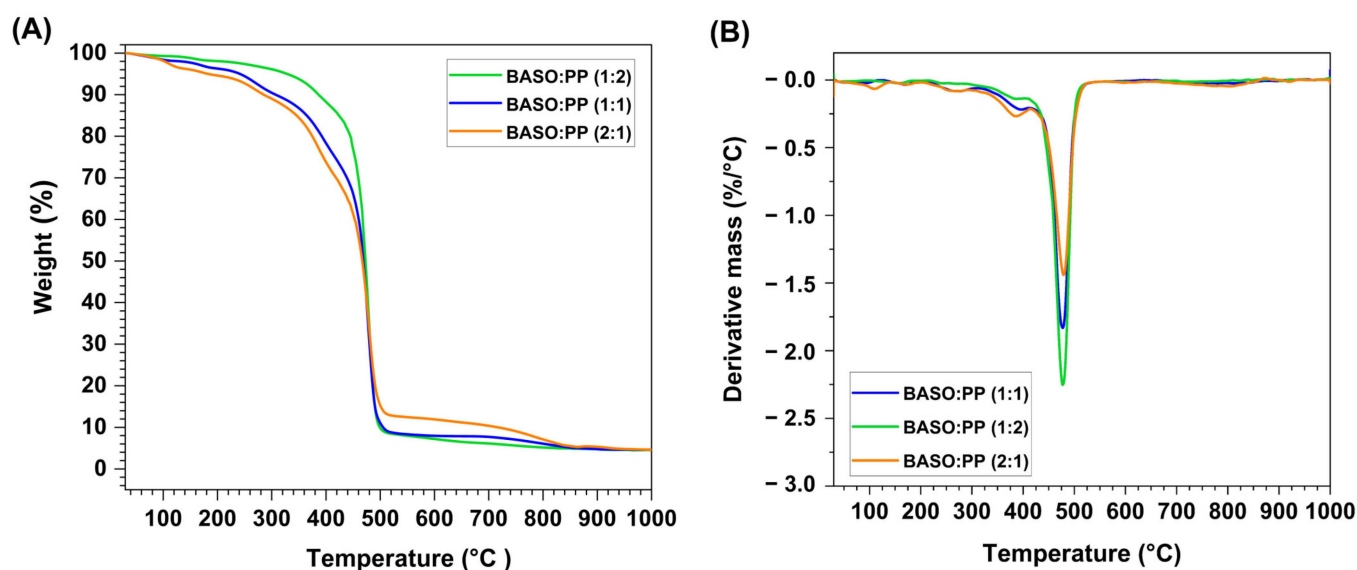 (A)
100
90
80
70
60
50
40
30
20
10
0
Weight (%)
BASO:PP (1:2)
BASO:PP (1:1)
BASO:PP (2:1)
100 200 300 400 500 600 700 800 900 1000
Temperature (°C )
(B)
− 0.0
− 0.5
− 1.0
− 1.5
− 2.0
− 2.5
− 3.0
Derivative mass (%/°C)
BASO:PP (1:1)
BASO:PP (1:2)
BASO:PP (2:1)
100 200 300 400 500 600 700 800 900 1000
Temperature (°C)